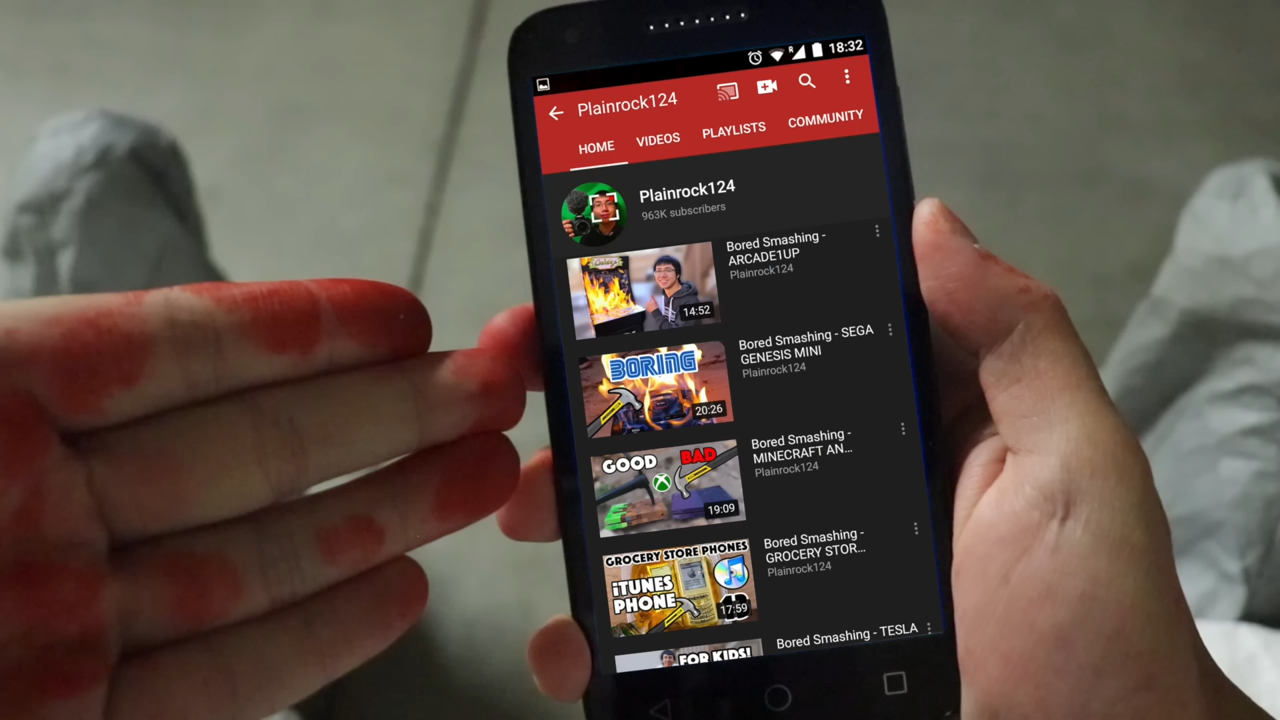 R
18:32
Plainrock124
HOME VIDEOS PLAYLISTS COMMUNITY
Plainrock124
963K subscribers
Bored Smashing -
ARCADE1UP
Plainrock124
14:52
Bored Smashing - SEGA
GENESIS MINI
Plainrock124
BORING
20:26
Bored Smashing -
MINECRAFT AN…
Plainrock124
GOOD BAD
19:09
Bored Smashing -
GROCERY STOR…
Plainrock124
GROCERY STORE PHONES
iTUNES
PHONE
17:59
Bored Smashing - TESLA
FOR KIDS!